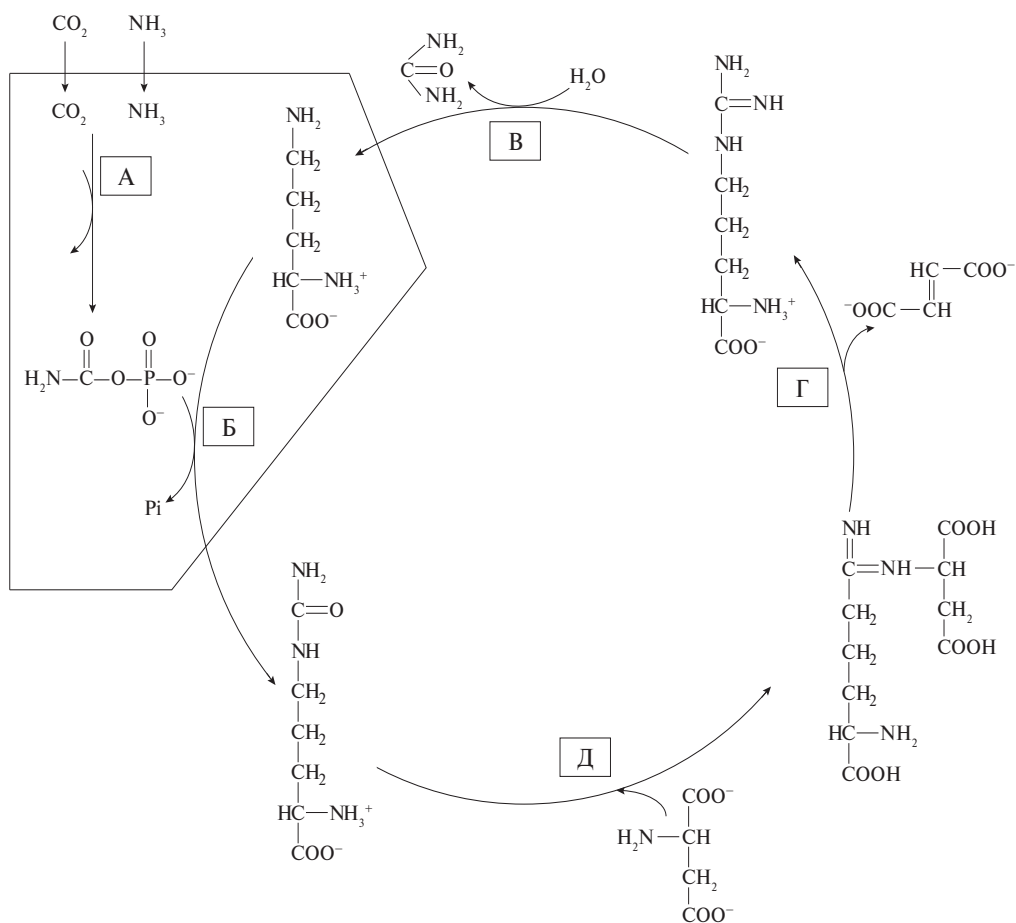 CO₂ NH₃
CO₂ NH₃
А
O O
H₂N—C—O—P—O⁻
O⁻
Б
Pi
NH₂
CH₂
CH₂
CH₂
HC—NH₃⁺
COO⁻
NH₂
C=O
NH₂
H₂O
В
NH₂
C=NH
NH
CH₂
CH₂
CH₂
HC—NH₃⁺
COO⁻
HC—COO⁻
⁻OOC—CH
Г
NH COOH
C=NH—CH
CH₂ CH₂
CH₂ COOH
CH₂
HC—NH₂
COOH
NH₂
C=O
NH
CH₂
CH₂
CH₂
HC—NH₃⁺
COO⁻
Д
COO⁻
H₂N—CH
CH₂
COO⁻